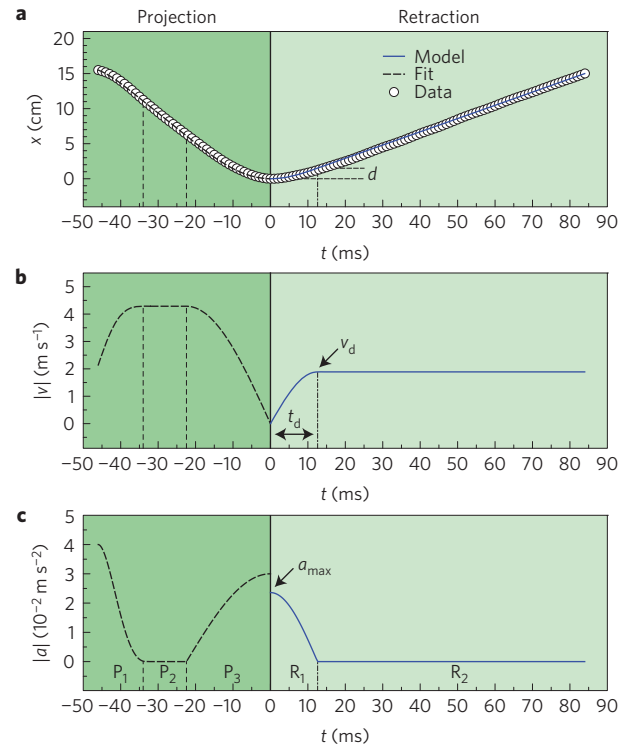 a
Projection Retraction
20
15
10
5
0
x (cm)
Model
Fit
Data
d
−50 −40 −30 −20 −10 0 10 20 30 40 50 60 70 80 90
t (ms)
b
5
4
3
2
1
0
|v| (m s⁻¹)
v_d
t_d
−50 −40 −30 −20 −10 0 10 20 30 40 50 60 70 80 90
t (ms)
c
5
4
3
2
1
0
|a| (10⁻² m s⁻²)
a_max
P₁ P₂ P₃ R₁ R₂
−50 −40 −30 −20 −10 0 10 20 30 40 50 60 70 80 90
t (ms)